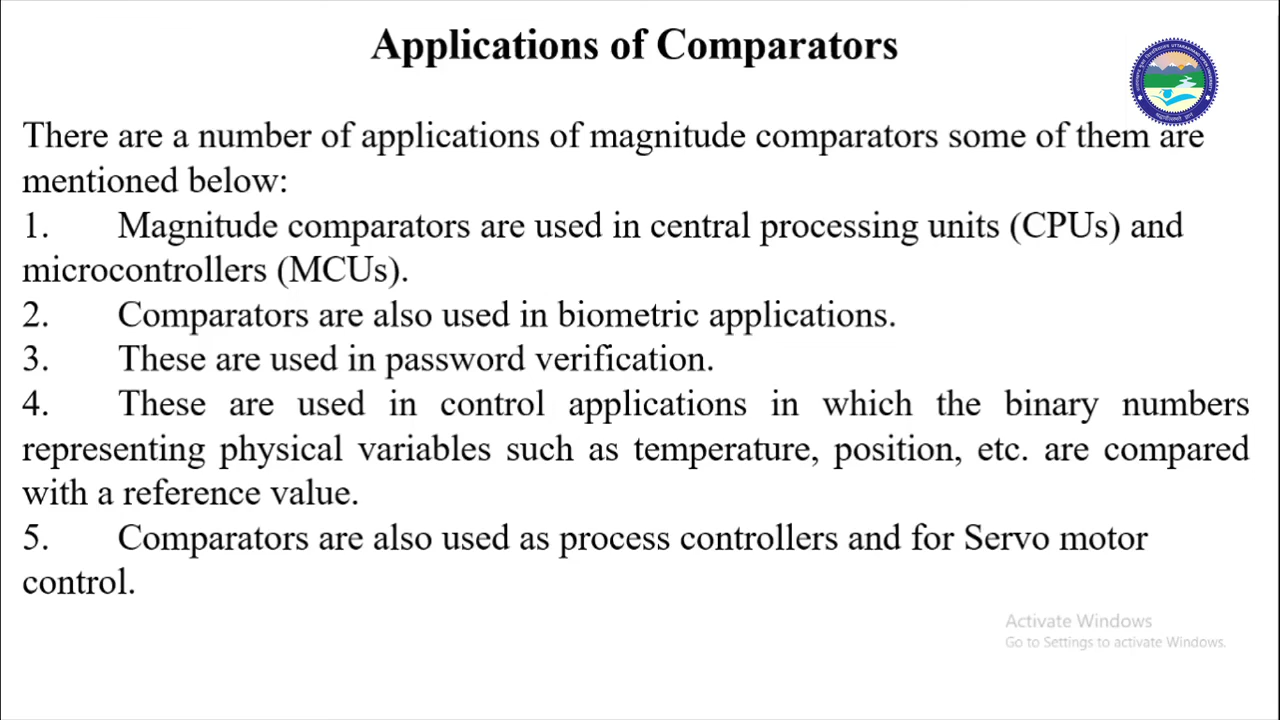 Applications of Comparators
There are a number of applications of magnitude comparators some of them are
mentioned below:
1. Magnitude comparators are used in central processing units (CPUs) and
microcontrollers (MCUs).
2. Comparators are also used in biometric applications.
3. These are used in password verification.
4. These are used in control applications in which the binary numbers
representing physical variables such as temperature, position, etc. are compared
with a reference value.
5. Comparators are also used as process controllers and for Servo motor
control.
Activate Windows
Go to Settings to activate Windows.